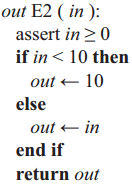 out E2 ( in ):
assert in ≥ 0
if in < 10 then
out ← 10
else
out ← in
end if
return out